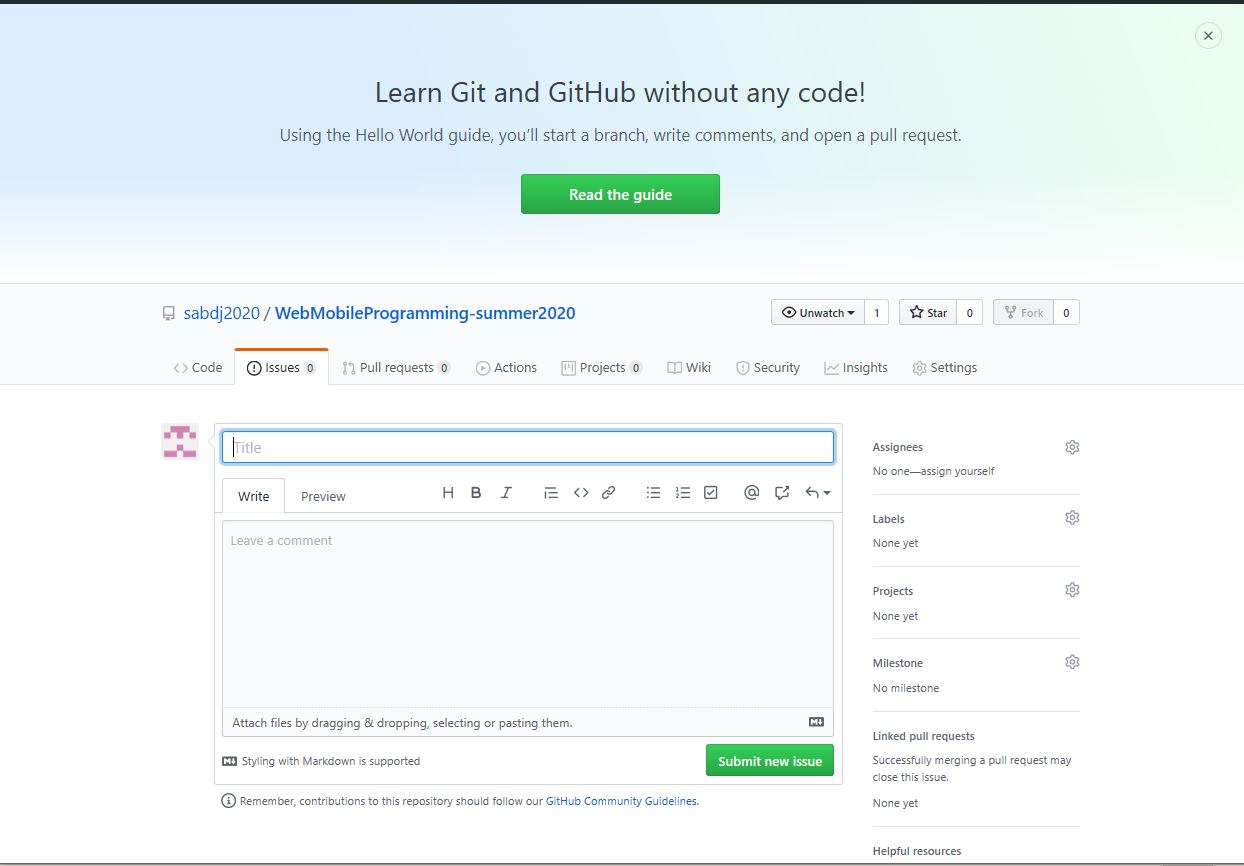 Learn Git and GitHub without any code!
Using the Hello World guide, you’ll start a branch, write comments, and open a pull request.
Read the guide
sabdj2020 / WebMobileProgramming-summer2020
Unwatch 1 Star 0 Fork 0
Code Issues 0 Pull requests 0 Actions Projects 0 Wiki Security Insights Settings
Title
Write Preview H B I
Leave a comment
Attach files by dragging & dropping, selecting or pasting them.
Styling with Markdown is supported
Submit new issue
Remember, contributions to this repository should follow our GitHub Community Guidelines.
Assignees
No one—assign yourself
Labels
None yet
Projects
None yet
Milestone
No milestone
Linked pull requests
Successfully merging a pull request may
close this issue.
None yet
Helpful resources